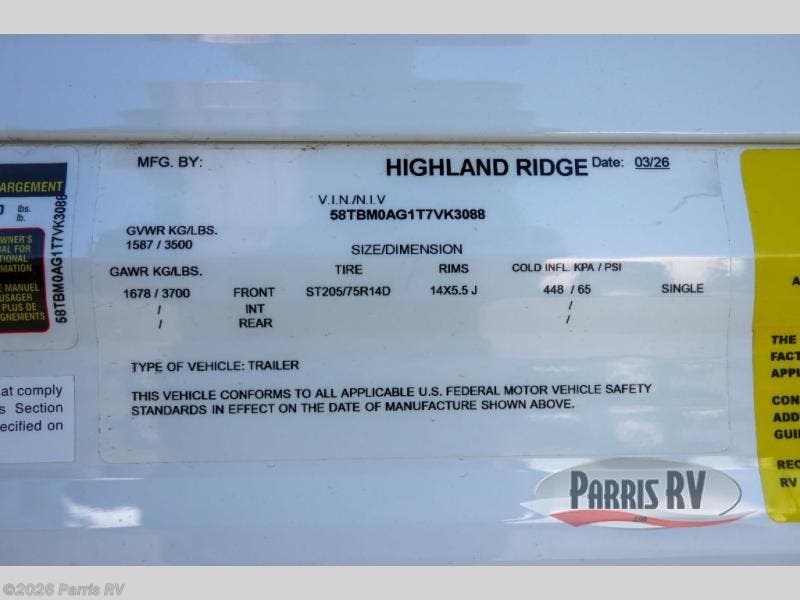 MFG. BY: HIGHLAND RIDGE Date: 03/26
V.I.N./N.I.V
58TBM0AG1T7VK3088
GVWR KG/LBS.
1587 / 3500
SIZE/DIMENSION
GAWR KG/LBS. TIRE RIMS COLD INFL. KPA / PSI
1678 / 3700 FRONT ST205/75R14D 14X5.5 J 448 / 65 SINGLE
/ INT /
/ REAR /
TYPE OF VEHICLE: TRAILER
THIS VEHICLE CONFORMS TO ALL APPLICABLE U.S. FEDERAL MOTOR VEHICLE SAFETY
STANDARDS IN EFFECT ON THE DATE OF MANUFACTURE SHOWN ABOVE.
ARGEMENT
lbs.
lb.
WNER'S
AL FOR
TIONAL
RMATION
E MANUEL
USAGER
PLUS DE
GNEMENTS
58TBM0AG1T7VK3088
at comply
s Section
ecified on
A
THE
FACT
APPL
CON
ADD
GUI
REC
RV
PARRIS RV
©2026 Parris RV